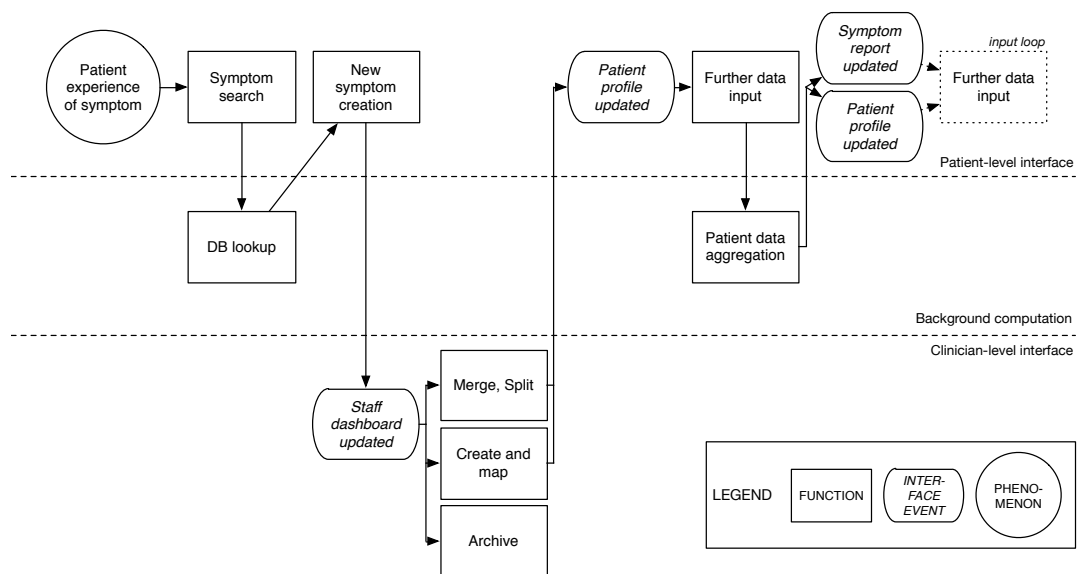 Patient
experience
of symptom
Symptom
search
New
symptom
creation
Patient
profile
updated
Further data
input
Symptom
report
updated
Patient
profile
updated
input loop
Further data
input
Patient-level interface
DB lookup
Patient data
aggregation
Background computation
Clinician-level interface
Staff
dashboard
updated
Merge, Split
Create and
map
Archive
LEGEND
FUNCTION
INTER-
FACE
EVENT
PHENO-
MENON